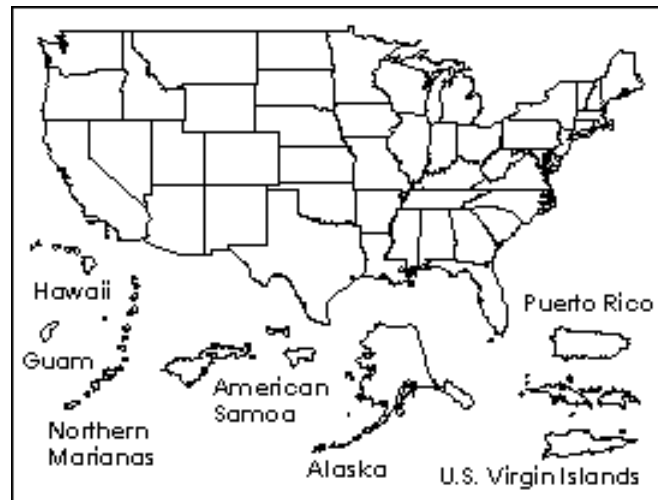 Hawaii
Puerto Rico
Guam
American
Samoa
Northern
Marianas
Alaska
U.S. Virgin Islands